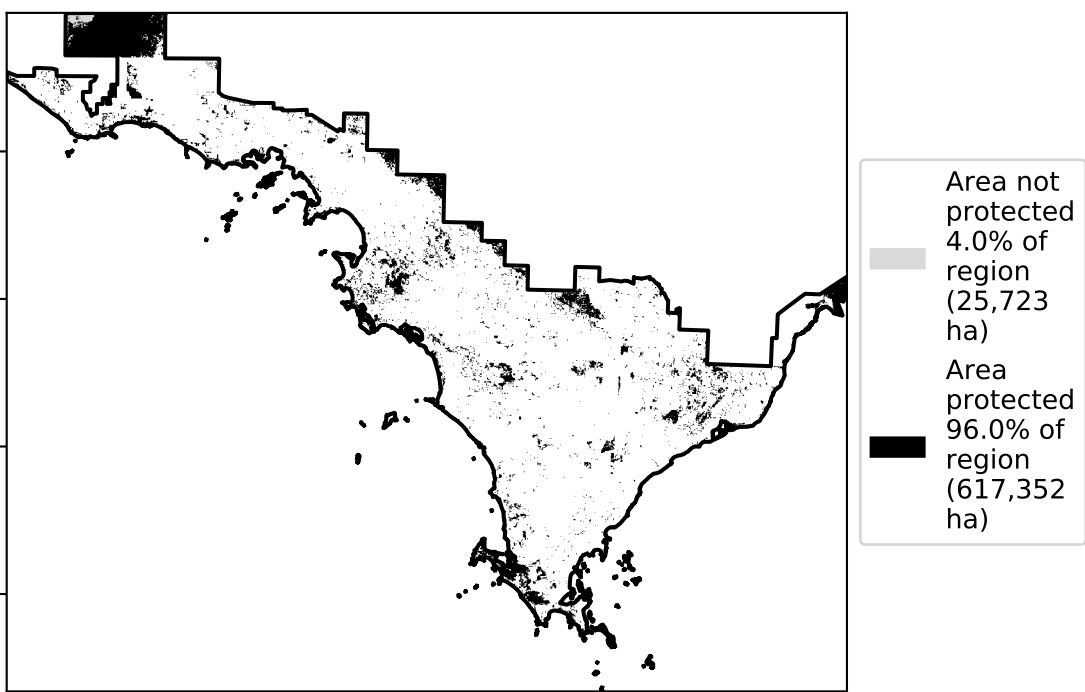 Area not
protected
4.0% of
region
(25,723
ha)
Area
protected
96.0% of
region
(617,352
ha)